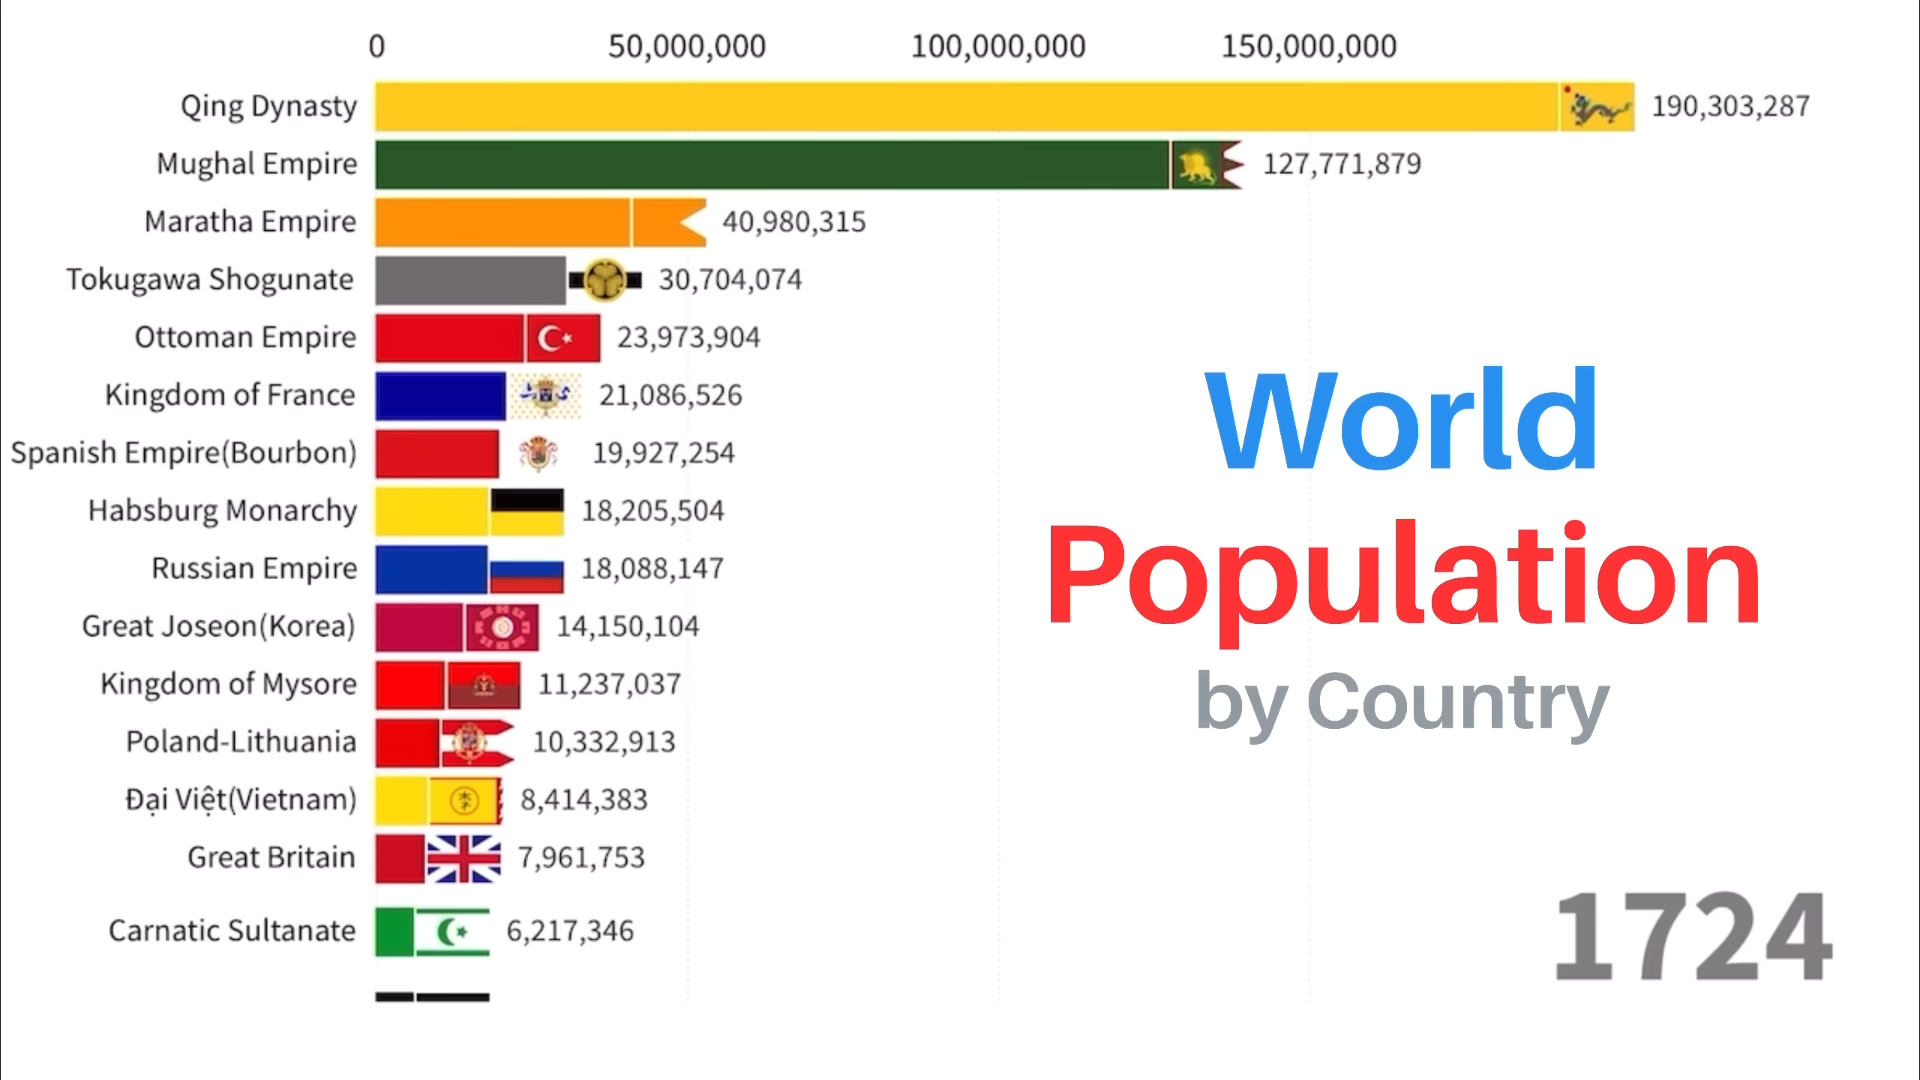 0 50,000,000 100,000,000 150,000,000
Qing Dynasty 190,303,287
Mughal Empire 127,771,879
Maratha Empire 40,980,315
Tokugawa Shogunate 30,704,074
Ottoman Empire 23,973,904
Kingdom of France 21,086,526
Spanish Empire(Bourbon) 19,927,254
Habsburg Monarchy 18,205,504
Russian Empire 18,088,147
Great Joseon(Korea) 14,150,104
Kingdom of Mysore 11,237,037
Poland-Lithuania 10,332,913
Đại Việt(Vietnam) 8,414,383
Great Britain 7,961,753
Carnatic Sultanate 6,217,346
World
Population
by Country
1724